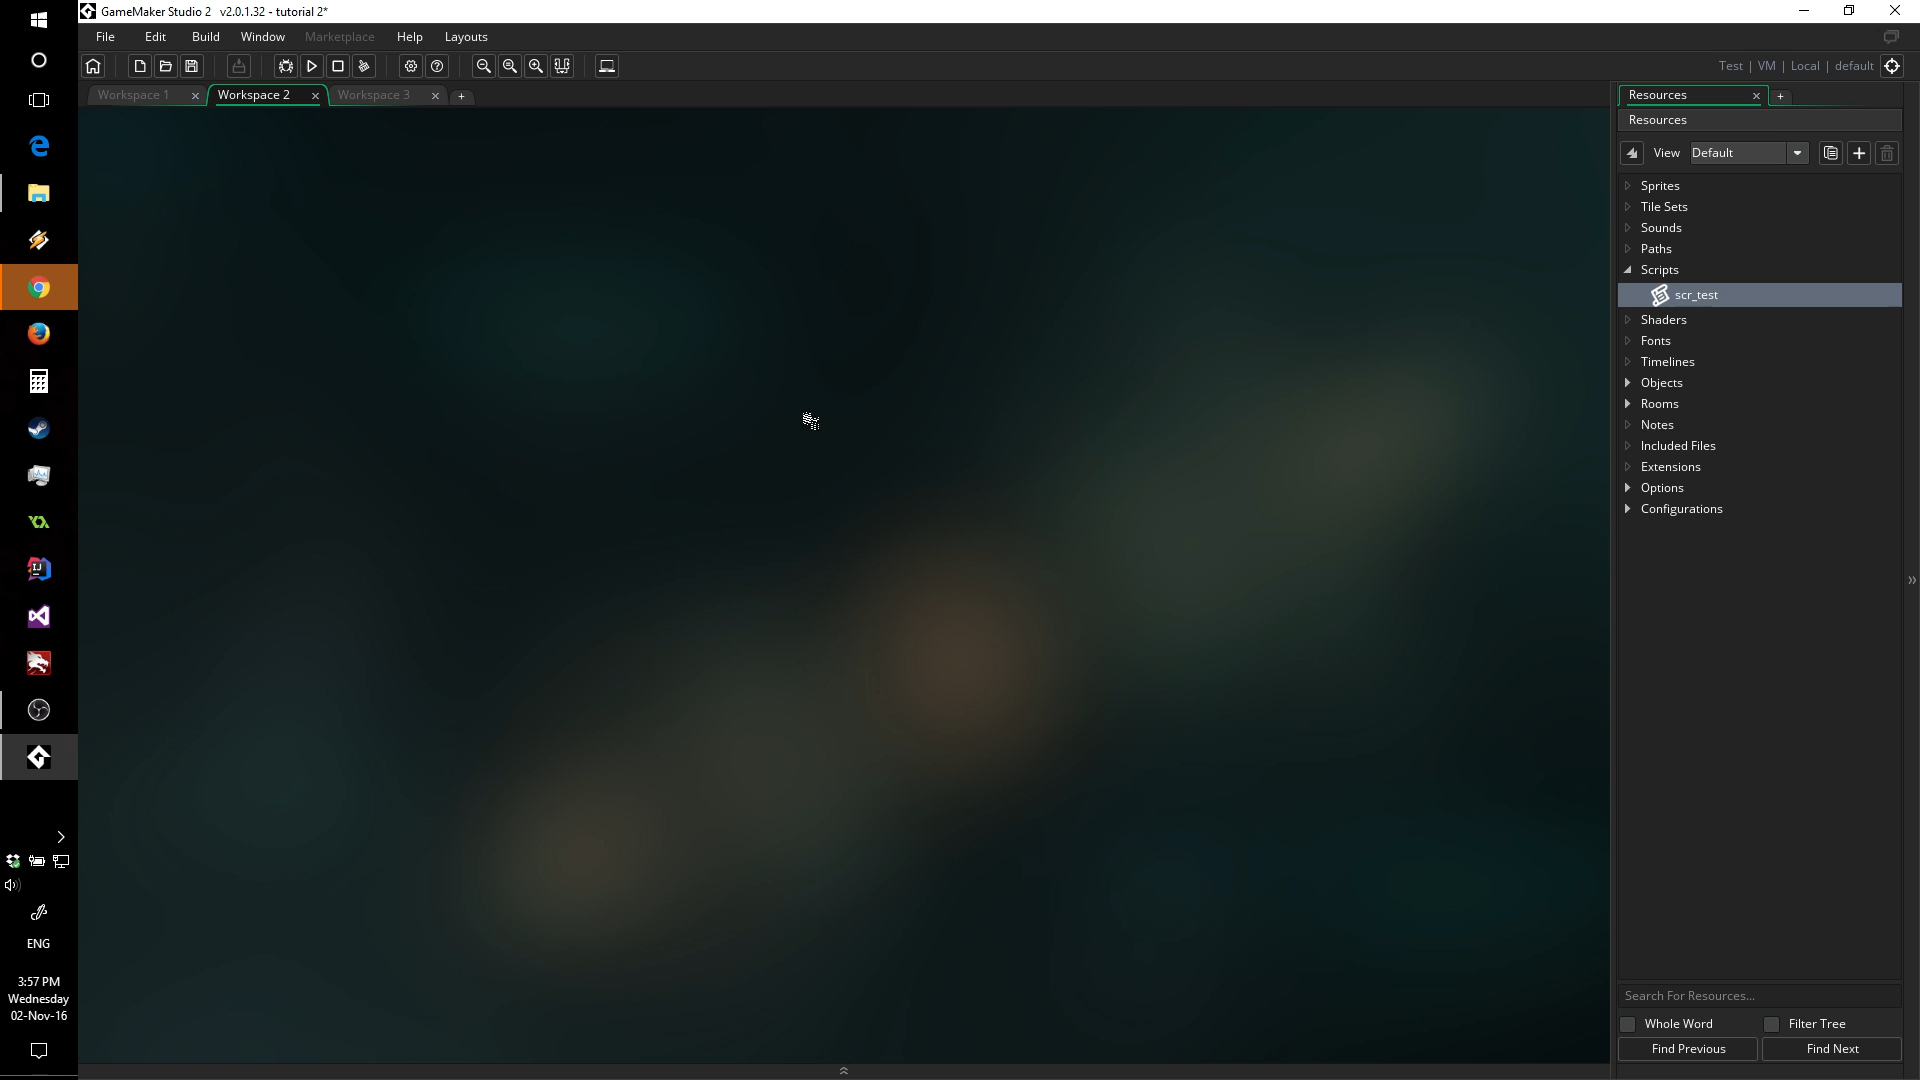 GameMaker Studio 2   v2.0.1.32 - tutorial 2*
File Edit Build Window Marketplace Help Layouts
Test | VM | Local | default
Workspace 1 Workspace 2 Workspace 3
Resources
Resources
View Default
Sprites
Tile Sets
Sounds
Paths
Scripts
scr_test
Shaders
Fonts
Timelines
Objects
Rooms
Notes
Included Files
Extensions
Options
Configurations
Search For Resources...
Whole Word Filter Tree
Find Previous Find Next
ENG
3:57 PM
Wednesday
02-Nov-16